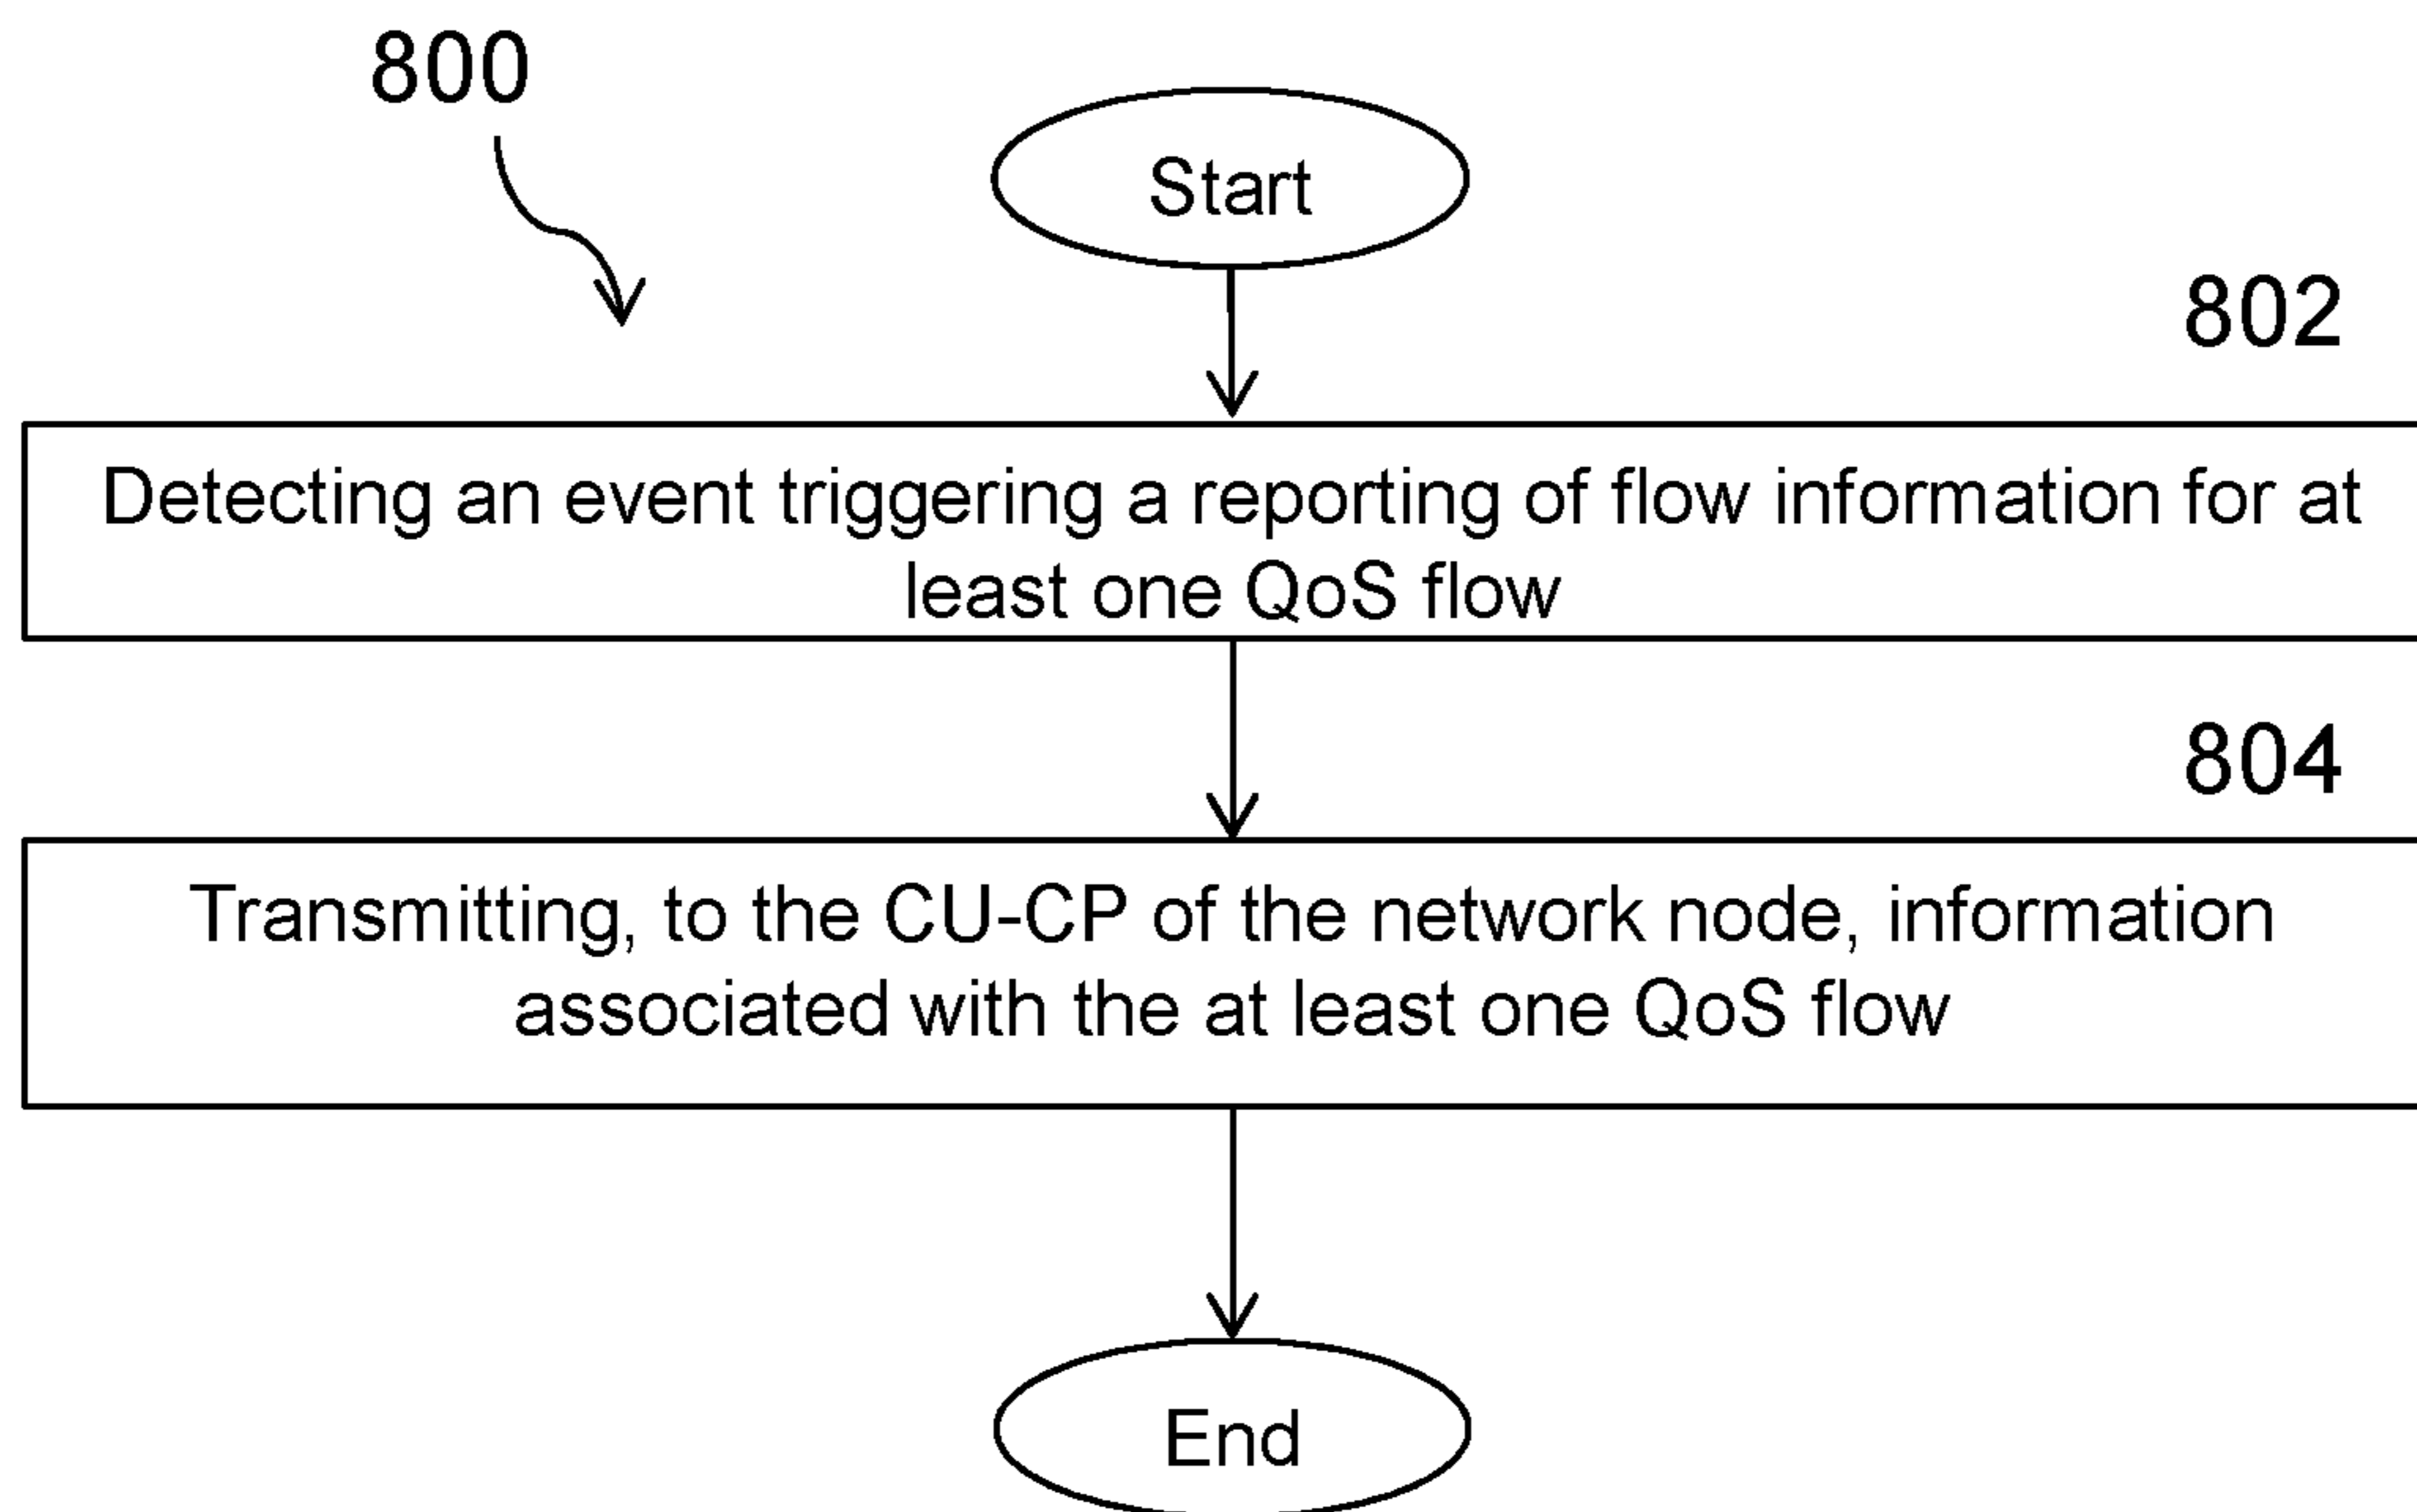 800
Start
802
Detecting an event triggering a reporting of flow information for at
least one QoS flow
804
Transmitting, to the CU-CP of the network node, information
associated with the at least one QoS flow
End